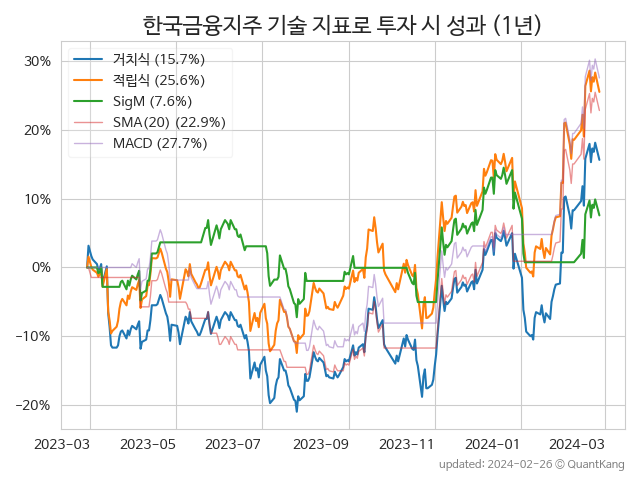 한국금융지주 기술 지표로 투자 시 성과 (1년)
30%
20%
10%
0%
−10%
−20%
거치식 (15.7%)
적립식 (25.6%)
SigM (7.6%)
SMA(20) (22.9%)
MACD (27.7%)
2023-03 2023-05 2023-07 2023-09 2023-11 2024-01 2024-03
updated: 2024-02-26 © QuantKang